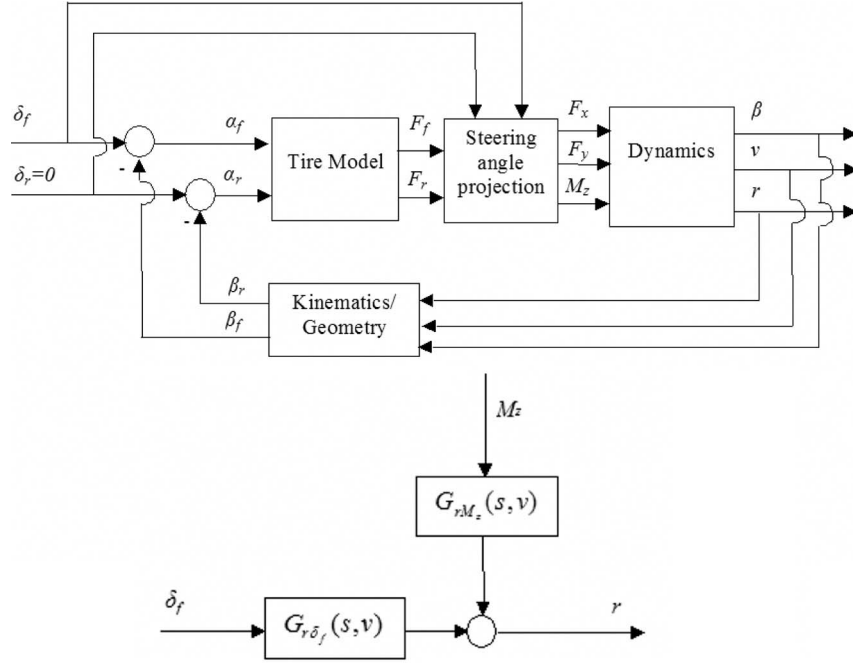 δf
δr=0
-
-
αf
αr
Tire Model
Ff
Fr
Steering
angle
projection
Fx
Fy
Mz
Dynamics
β
v
r
βr
βf
Kinematics/
Geometry
Mz
GrMz(s,v)
δf
Grδf(s,v)
r